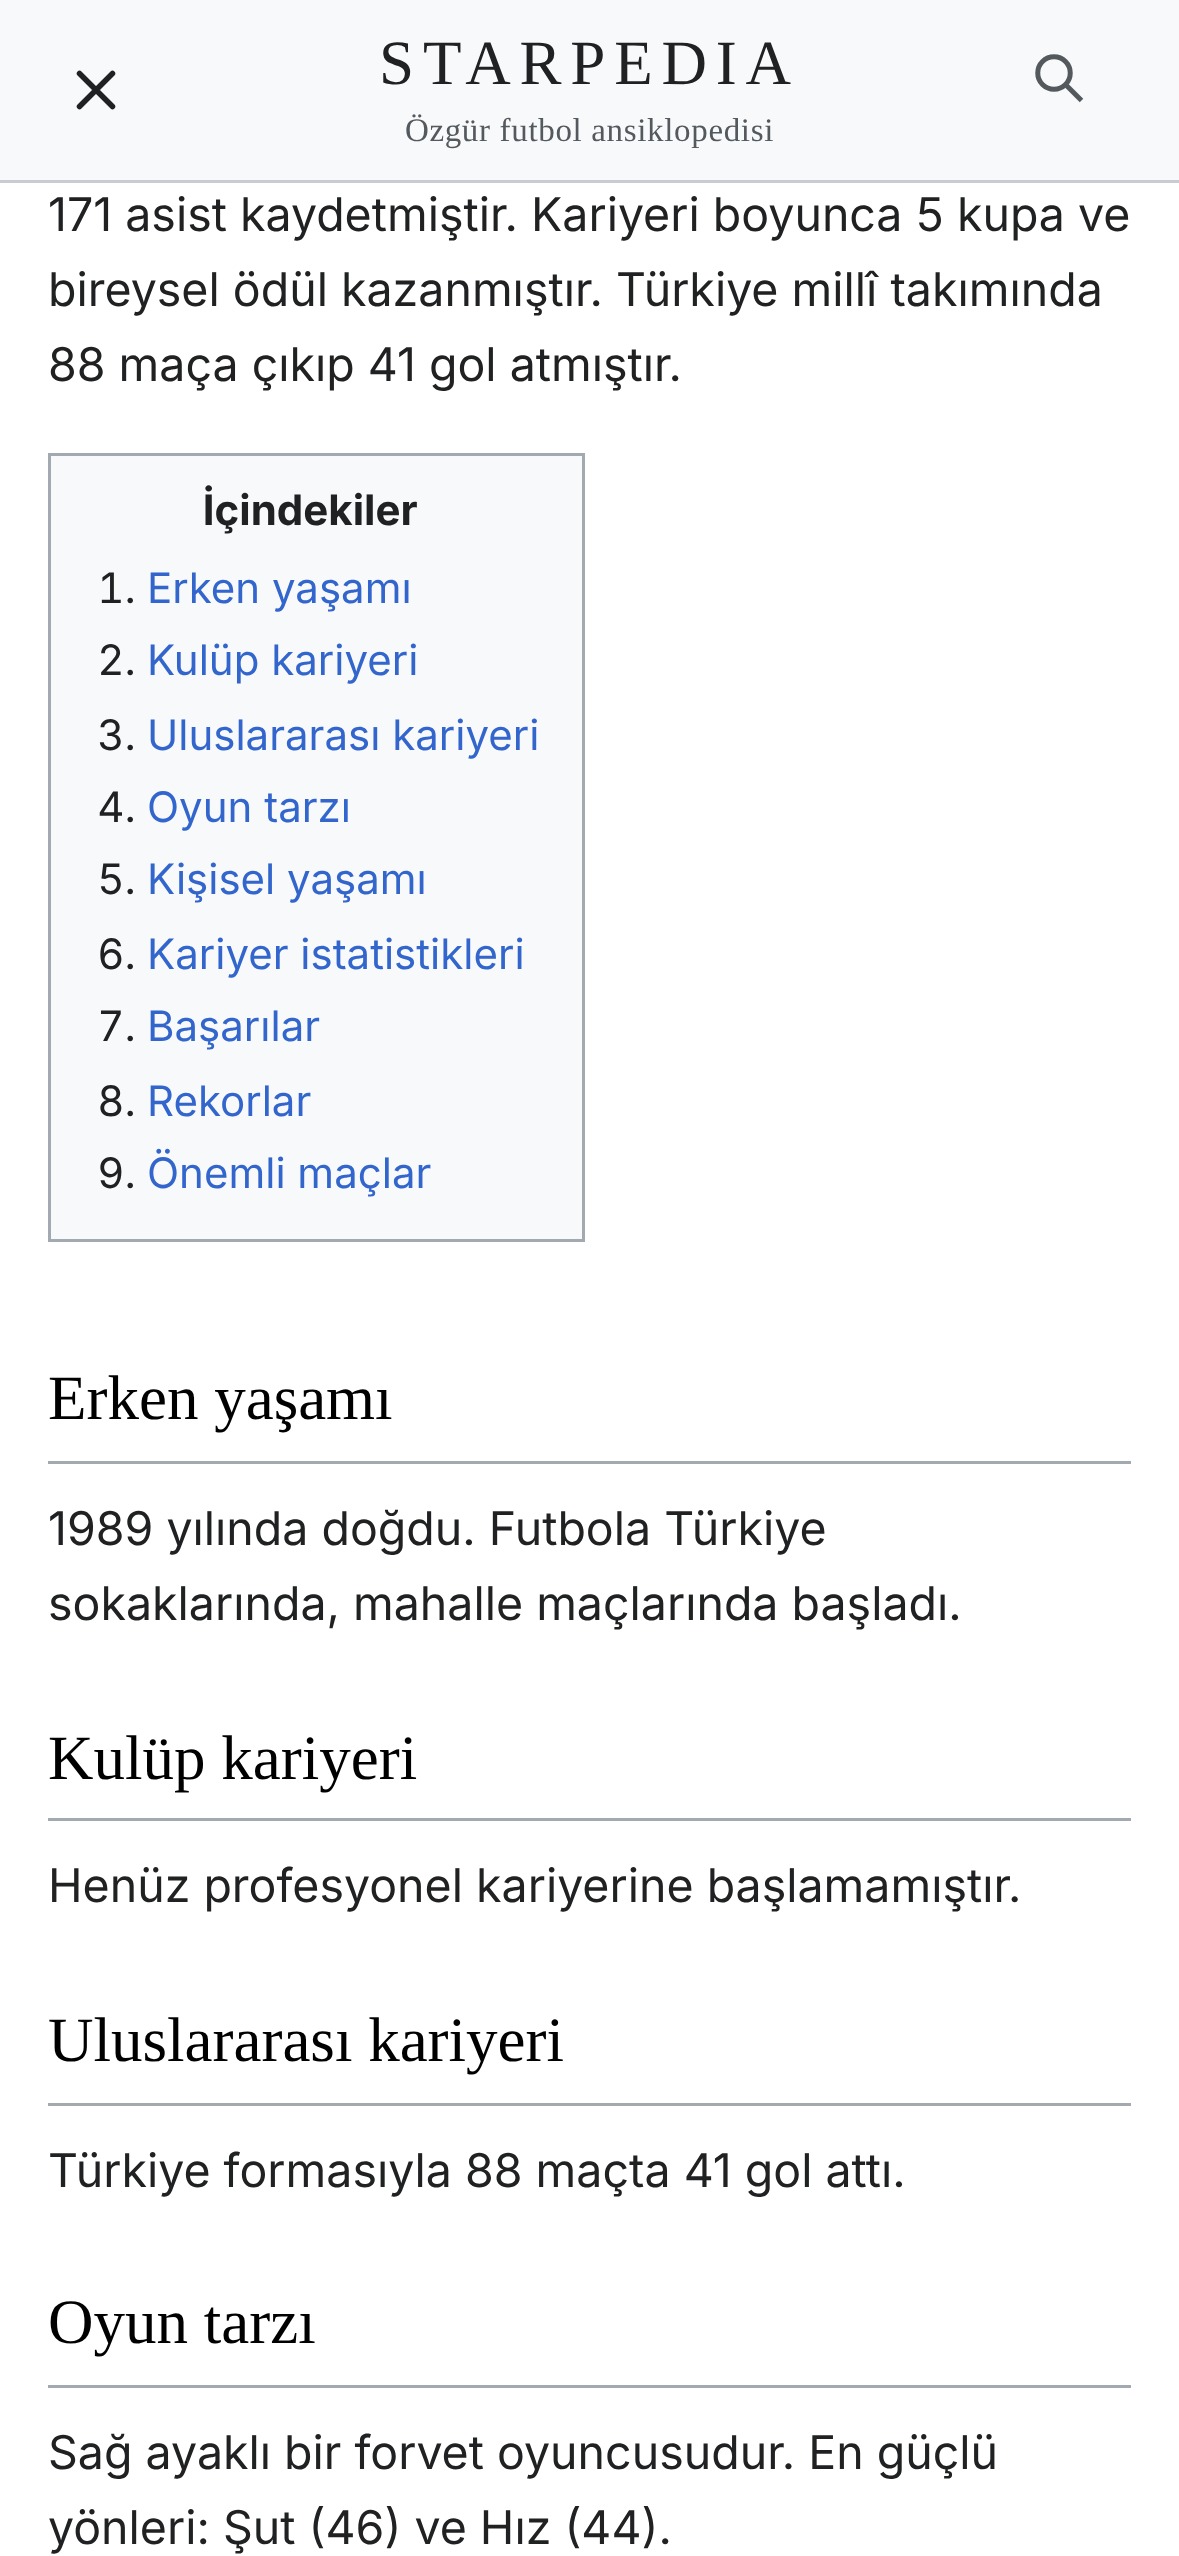 STARPEDIA
Özgür futbol ansiklopedisi
171 asist kaydetmiştir. Kariyeri boyunca 5 kupa ve
bireysel ödül kazanmıştır. Türkiye millî takımında
88 maça çıkıp 41 gol atmıştır.
İçindekiler
1. Erken yaşamı
2. Kulüp kariyeri
3. Uluslararası kariyeri
4. Oyun tarzı
5. Kişisel yaşamı
6. Kariyer istatistikleri
7. Başarılar
8. Rekorlar
9. Önemli maçlar
Erken yaşamı
1989 yılında doğdu. Futbola Türkiye
sokaklarında, mahalle maçlarında başladı.
Kulüp kariyeri
Henüz profesyonel kariyerine başlamamıştır.
Uluslararası kariyeri
Türkiye formasıyla 88 maçta 41 gol attı.
Oyun tarzı
Sağ ayaklı bir forvet oyuncusudur. En güçlü
yönleri: Şut (46) ve Hız (44).